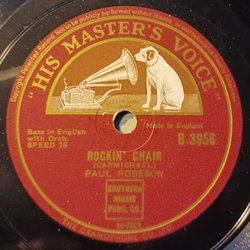 "HIS MASTER'S VOICE"
Made in England
Bass in English
with Orch.
SPEED 78
B.3956
ROCKIN' CHAIR
(CARMICHAEL)
PAUL ROBESON
SOUTHERN
MUSIC
PUBG. CO.
THE GRAMOPHONE CO LTD.